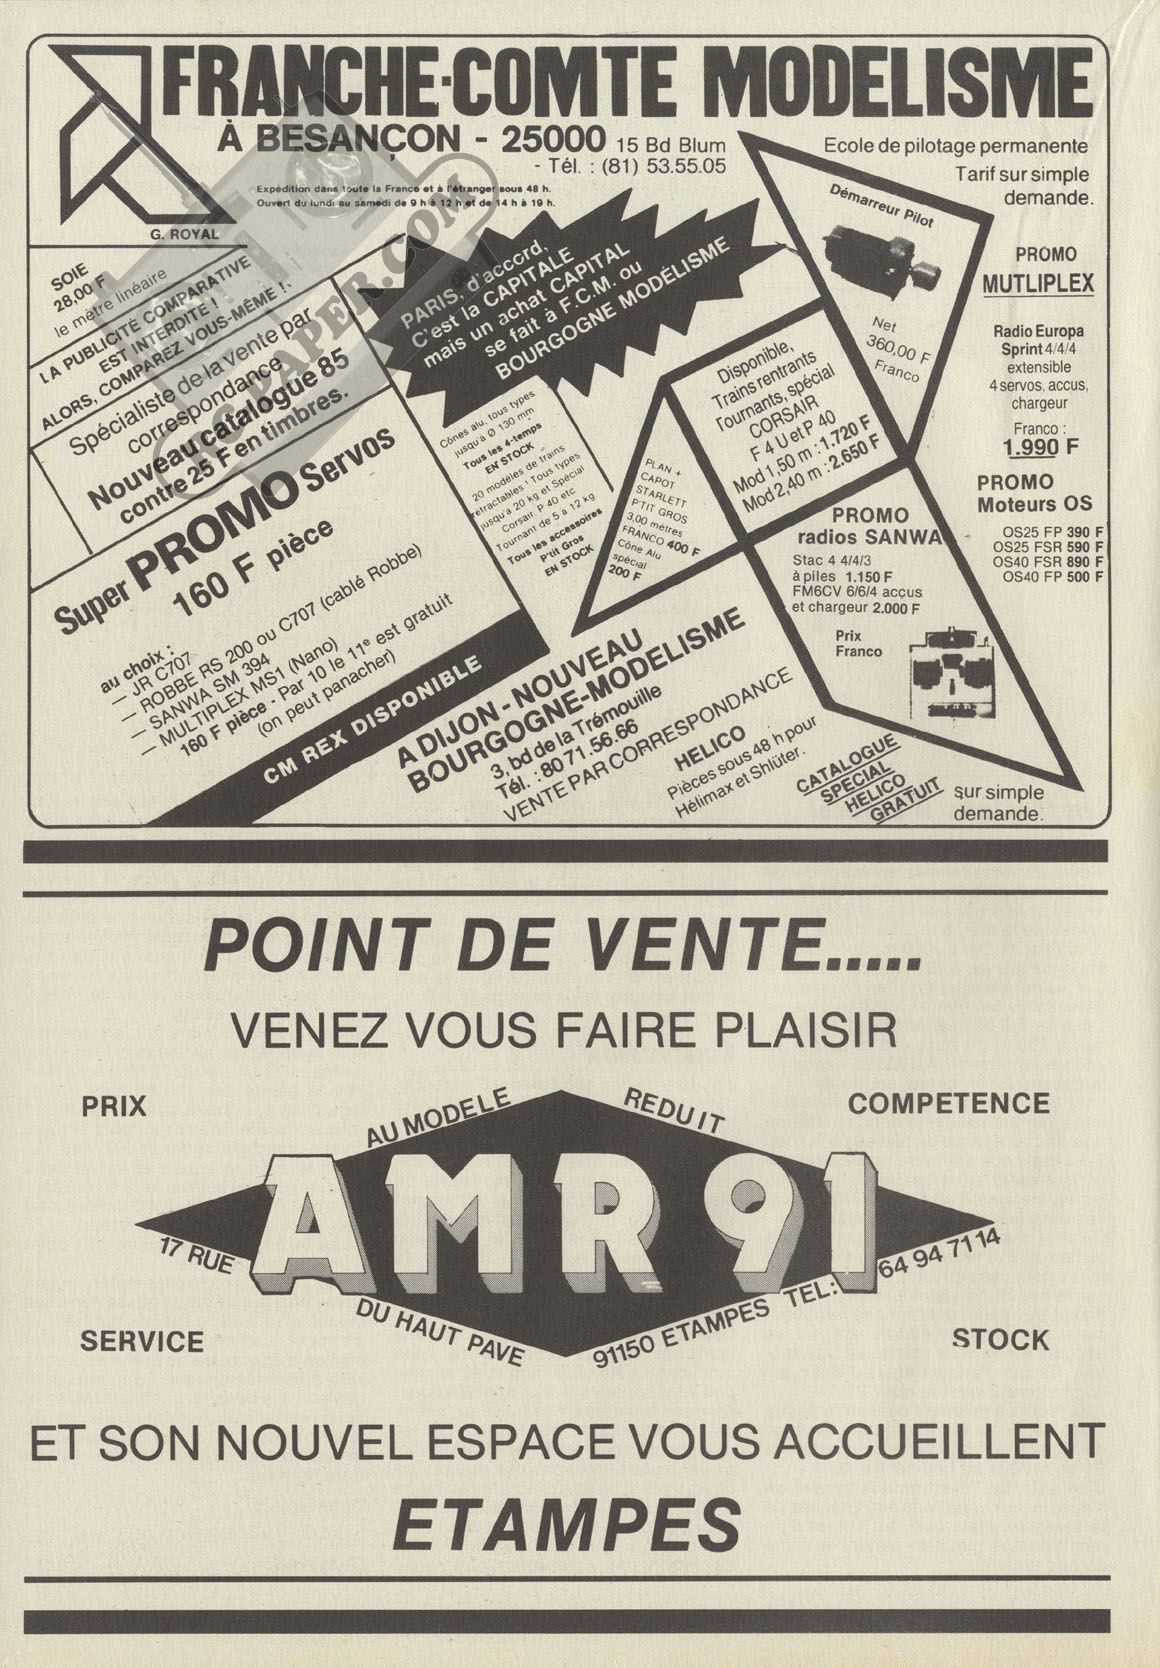 FRANCHE-COMTE MODELISME
À BESANÇON - 25000 15 Bd Blum
- Tél. : (81) 53.55.05
Expédition dans toute la France et à l'étranger sous 48 h.
Ouvert du lundi au samedi de 9 h à 12 h et de 14 h à 19 h.
G. ROYAL
Ecole de pilotage permanente
Tarif sur simple
demande.
SOIE
28,00 F
le mètre linéaire
LA PUBLICITÉ COMPARATIVE
EST INTERDITE !
ALORS, COMPAREZ VOUS-MÊME !
Spécialiste de la vente par
correspondance
Nouveau catalogue 85
contre 25 F en timbres.
Super PROMO Servos
160 F pièce
au choix :
— JR C707
— ROBBE RS 200 ou C707 (cablé Robbe)
— SANWA SM 394
— MULTIPLEX MS1 (Nano)
160 F pièce - Par 10 le 11e est gratuit
(on peut panacher)
CM REX DISPONIBLE
PARIS, d'acccrd,
C'est la CAPITALE
mais un achat CAPITAL
se fait à F.C.M. ou
BOURGOGNE MODÉLISME
Cônes alu, tous types
jusqu'à Ø 130 mm
Tous les 4-temps
EN STOCK
20 modèles de trains
rétractables ! Tous types
jusqu'à 20 kg et Spécial
Corsair, P 40 etc
Tournant de 5 à 12 kg
Tous les accessoires
P'tit Gros
EN STOCK
PLAN +
CAPOT
STARLETT
P'TIT GROS
3,00 mètres
FRANCO 400 F
Cône Alu
spécial
200 F
Disponible,
Trains rentrants
Tournants, spécial
CORSAIR
F 4 U et P 40
Mod 1,50 m : 1.720 F
Mod 2,40 m : 2.650 F
Démarreur Pilot
Net
360,00 F
Franco
PROMO
MUTLIPLEX
Radio Europa
Sprint 4/4/4
extensible
4 servos, accus,
chargeur
Franco :
1.990 F
PROMO
Moteurs OS
OS25 FP 390 F
OS25 FSR 590 F
OS40 FSR 890 F
OS40 FP 500 F
PROMO
radios SANWA
Stac 4 4/4/3
à piles 1.150 F
FM6CV 6/6/4 accus
et chargeur 2.000 F
Prix
Franco
A DIJON - NOUVEAU
BOURGOGNE-MODELISME
3, bd de la Trémouille
Tél. : 80 71.56.66
VENTE PAR CORRESPONDANCE
HELICO
Pièces sous 48 h pour
Hélimax et Shlüter.
CATALOGUE
SPECIAL
HELICO
GRATUIT
sur simple
demande.
POINT DE VENTE.....
VENEZ VOUS FAIRE PLAISIR
PRIX
COMPETENCE
AU MODELE REDUIT
AMR 91
17 RUE DU HAUT PAVE
91150 ETAMPES TEL: 64 94 71 14
SERVICE
STOCK
ET SON NOUVEL ESPACE VOUS ACCUEILLENT
ETAMPES